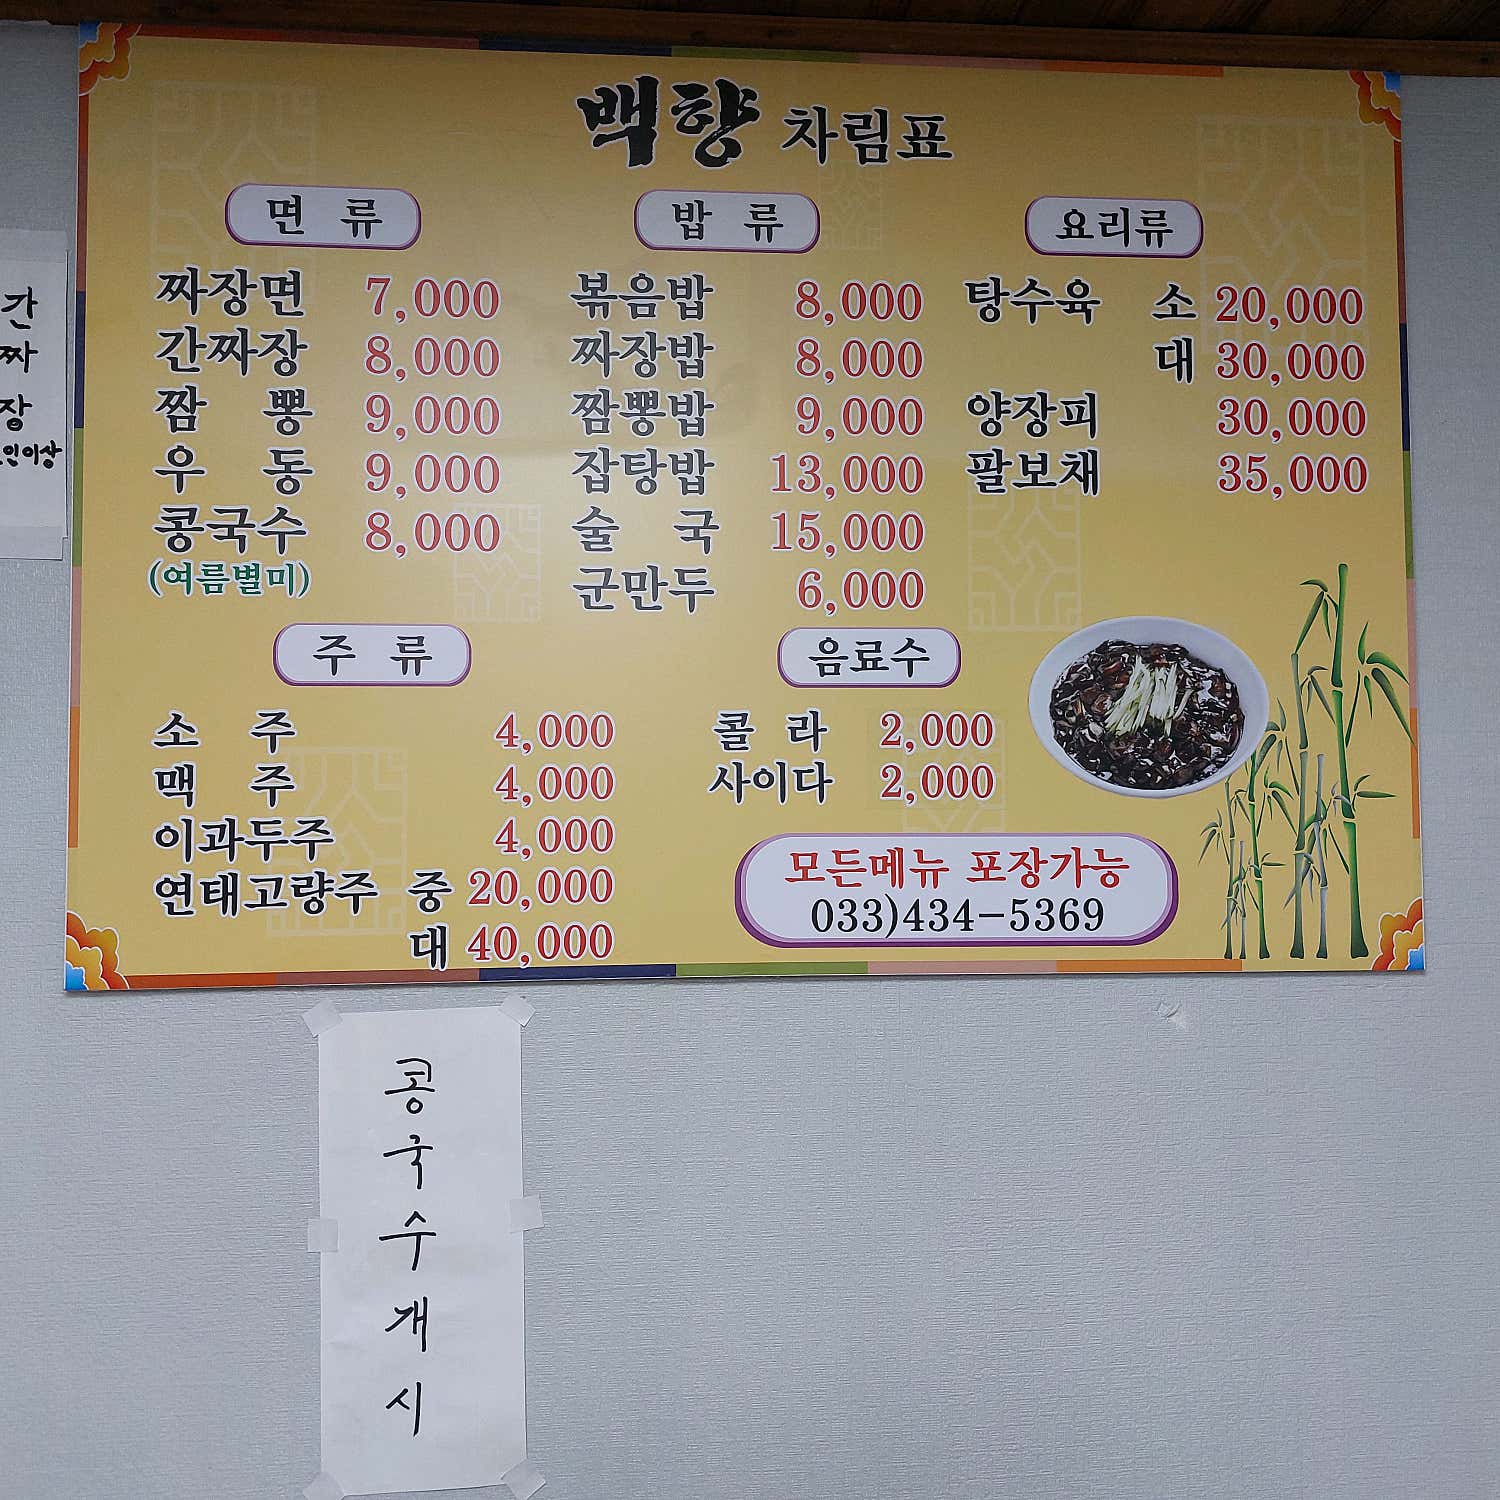 백향 차림표
면 류
짜장면 7,000
간짜장 8,000
짬 뽕 9,000
우 동 9,000
콩국수 8,000
(여름별미)
밥 류
볶음밥 8,000
짜장밥 8,000
짬뽕밥 9,000
잡탕밥 13,000
술 국 15,000
군만두 6,000
요리류
탕수육 소 20,000
대 30,000
양장피 30,000
팔보채 35,000
주 류
소 주 4,000
맥 주 4,000
이과두주 4,000
연태고량주 중 20,000
대 40,000
음료수
콜 라 2,000
사이다 2,000
모든메뉴 포장가능
033)434-5369
간
짜
장
인이상
콩
국
수
개
시